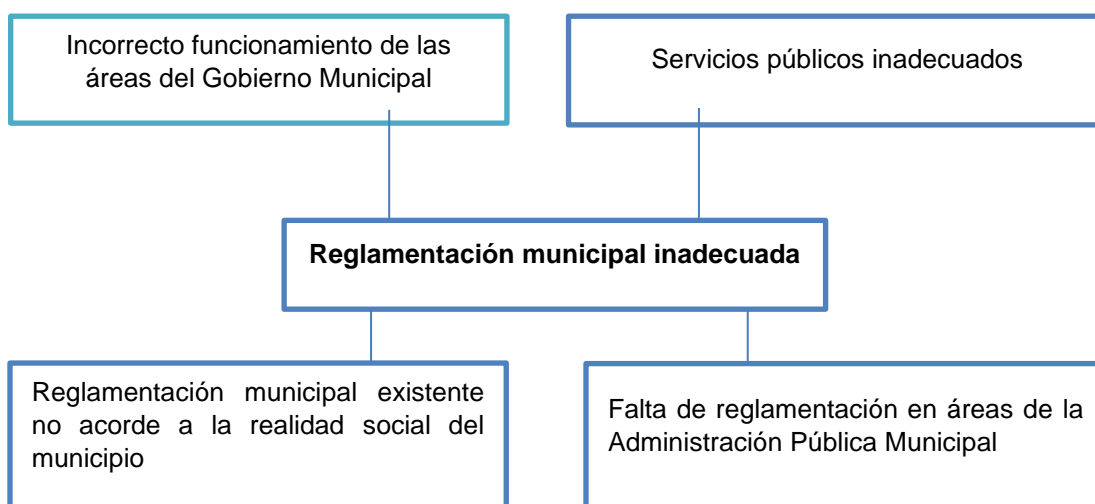 Incorrecto funcionamiento de las
áreas del Gobierno Municipal
Servicios públicos inadecuados
Reglamentación municipal inadecuada
Reglamentación municipal existente
no acorde a la realidad social del
municipio
Falta de reglamentación en áreas de la
Administración Pública Municipal